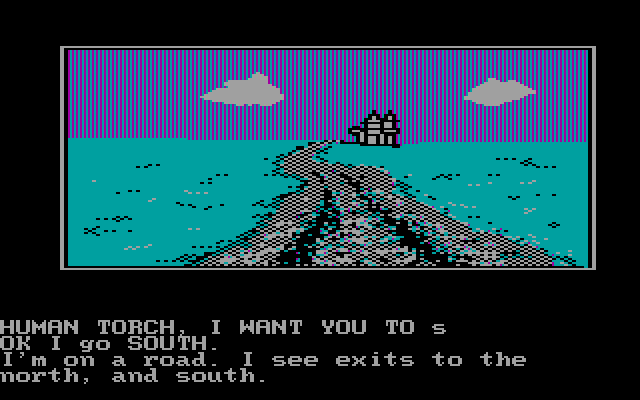 HUMAN TORCH, I WANT YOU TO s
OK I go SOUTH.
I'm on a road. I see exits to the
north, and south.